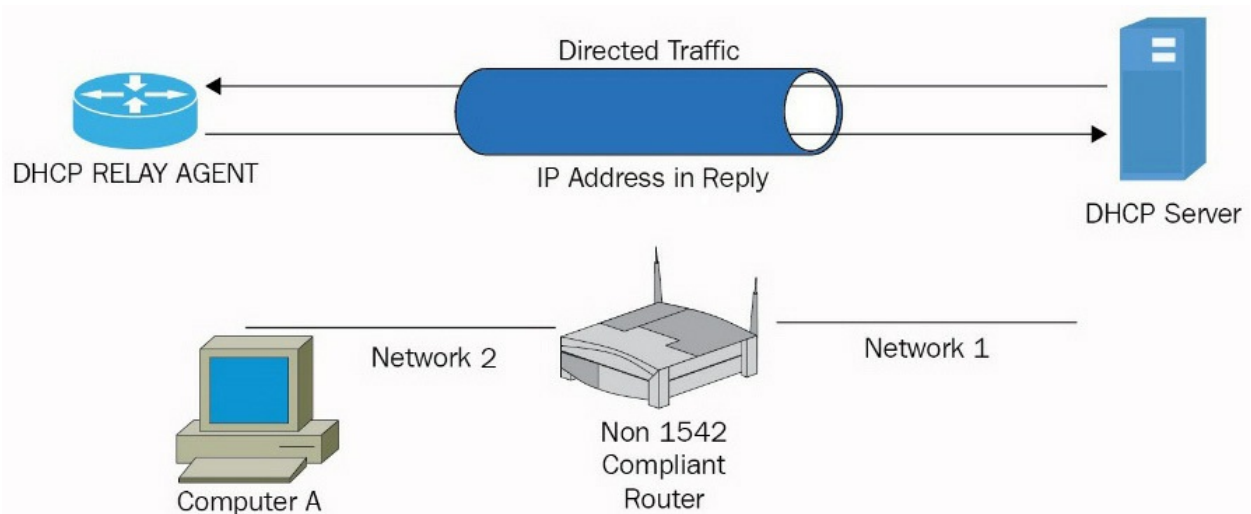 Directed Traffic
DHCP RELAY AGENT
IP Address in Reply
DHCP Server
Network 2
Network 1
Non 1542
Compliant
Router
Computer A